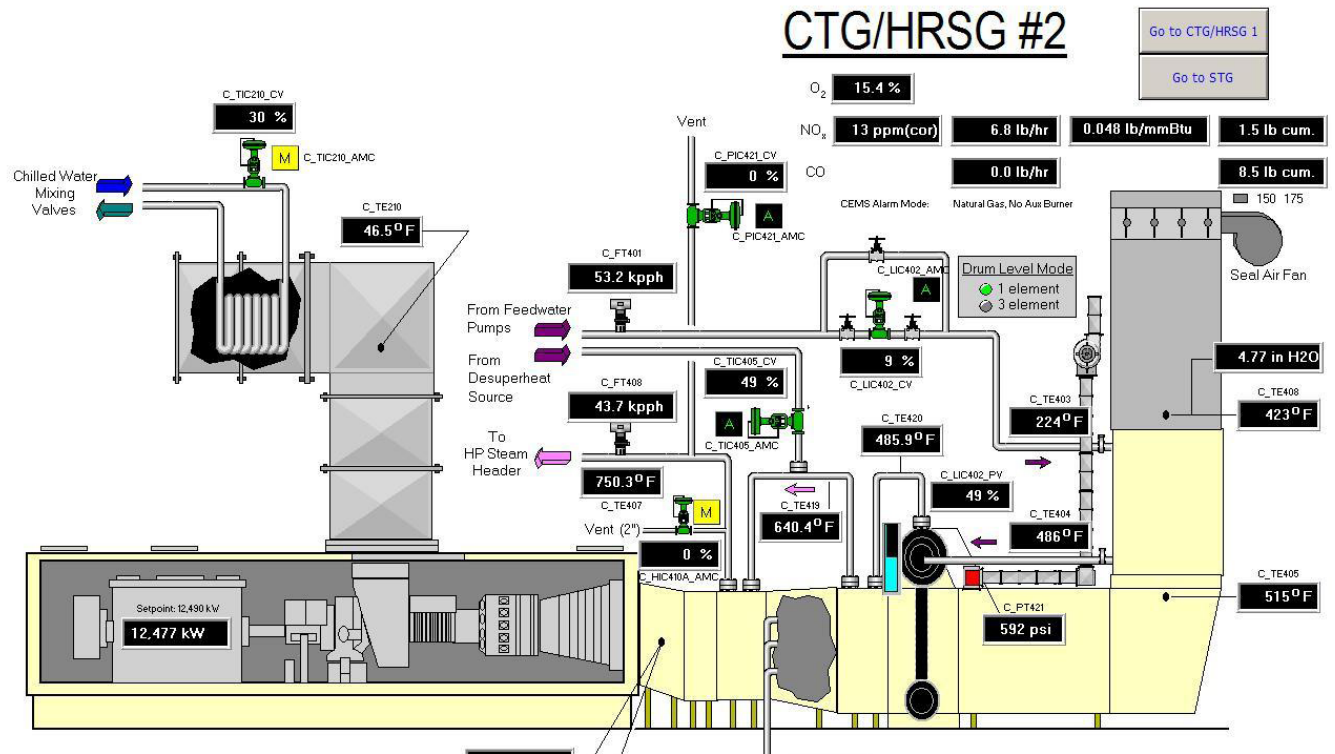 CTG/HRSG #2
Go to CTG/HRSG 1
Go to STG
O2 15.4 %
NOx 13 ppm(cor) 6.8 lb/hr 0.048 lb/mmBtu 1.5 lb cum.
CO 0.0 lb/hr 8.5 lb cum.
CEMS Alarm Mode: Natural Gas, No Aux Burner
150 175
Seal Air Fan
C_TIC210_CV
30 %
M C_TIC210_AMC
Chilled Water
Mixing
Valves
C_TE210
46.5°F
Vent
C_PIC421_CV
0 %
A
C_PIC421_AMC
C_FT401
53.2 kpph
C_LIC402_AMC
A
Drum Level Mode
1 element
3 element
From Feedwater
Pumps
From
Desuperheat
Source
9 %
C_LIC402_CV
C_TIC405_CV
49 %
A
C_TIC405_AMC
C_FT408
43.7 kpph
To
HP Steam
Header
750.3°F
C_TE407
4.77 in H2O
C_TE403
224°F
C_TE408
423°F
C_TE420
485.9°F
C_LIC402_PV
49 %
C_TE419
640.4°F
C_TE404
486°F
Vent (2")
M
0 %
C_HIC410A_AMC
C_TE405
515°F
C_PT421
592 psi
Setpoint: 12,490 kW
12,477 kW